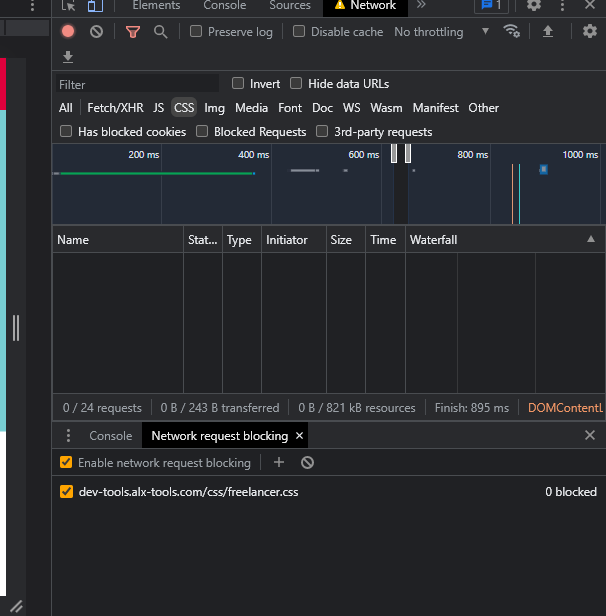 Elements Console Sources Network » 1
Preserve log Disable cache No throttling
Filter Invert Hide data URLs
All Fetch/XHR JS CSS Img Media Font Doc WS Wasm Manifest Other
Has blocked cookies Blocked Requests 3rd-party requests
200 ms 400 ms 600 ms 800 ms 1000 ms
Name Stat... Type Initiator Size Time Waterfall
0 / 24 requests 0 B / 243 B transferred 0 B / 821 kB resources Finish: 895 ms DOMContentL
Console Network request blocking ×
Enable network request blocking
dev-tools.alx-tools.com/css/freelancer.css 0 blocked